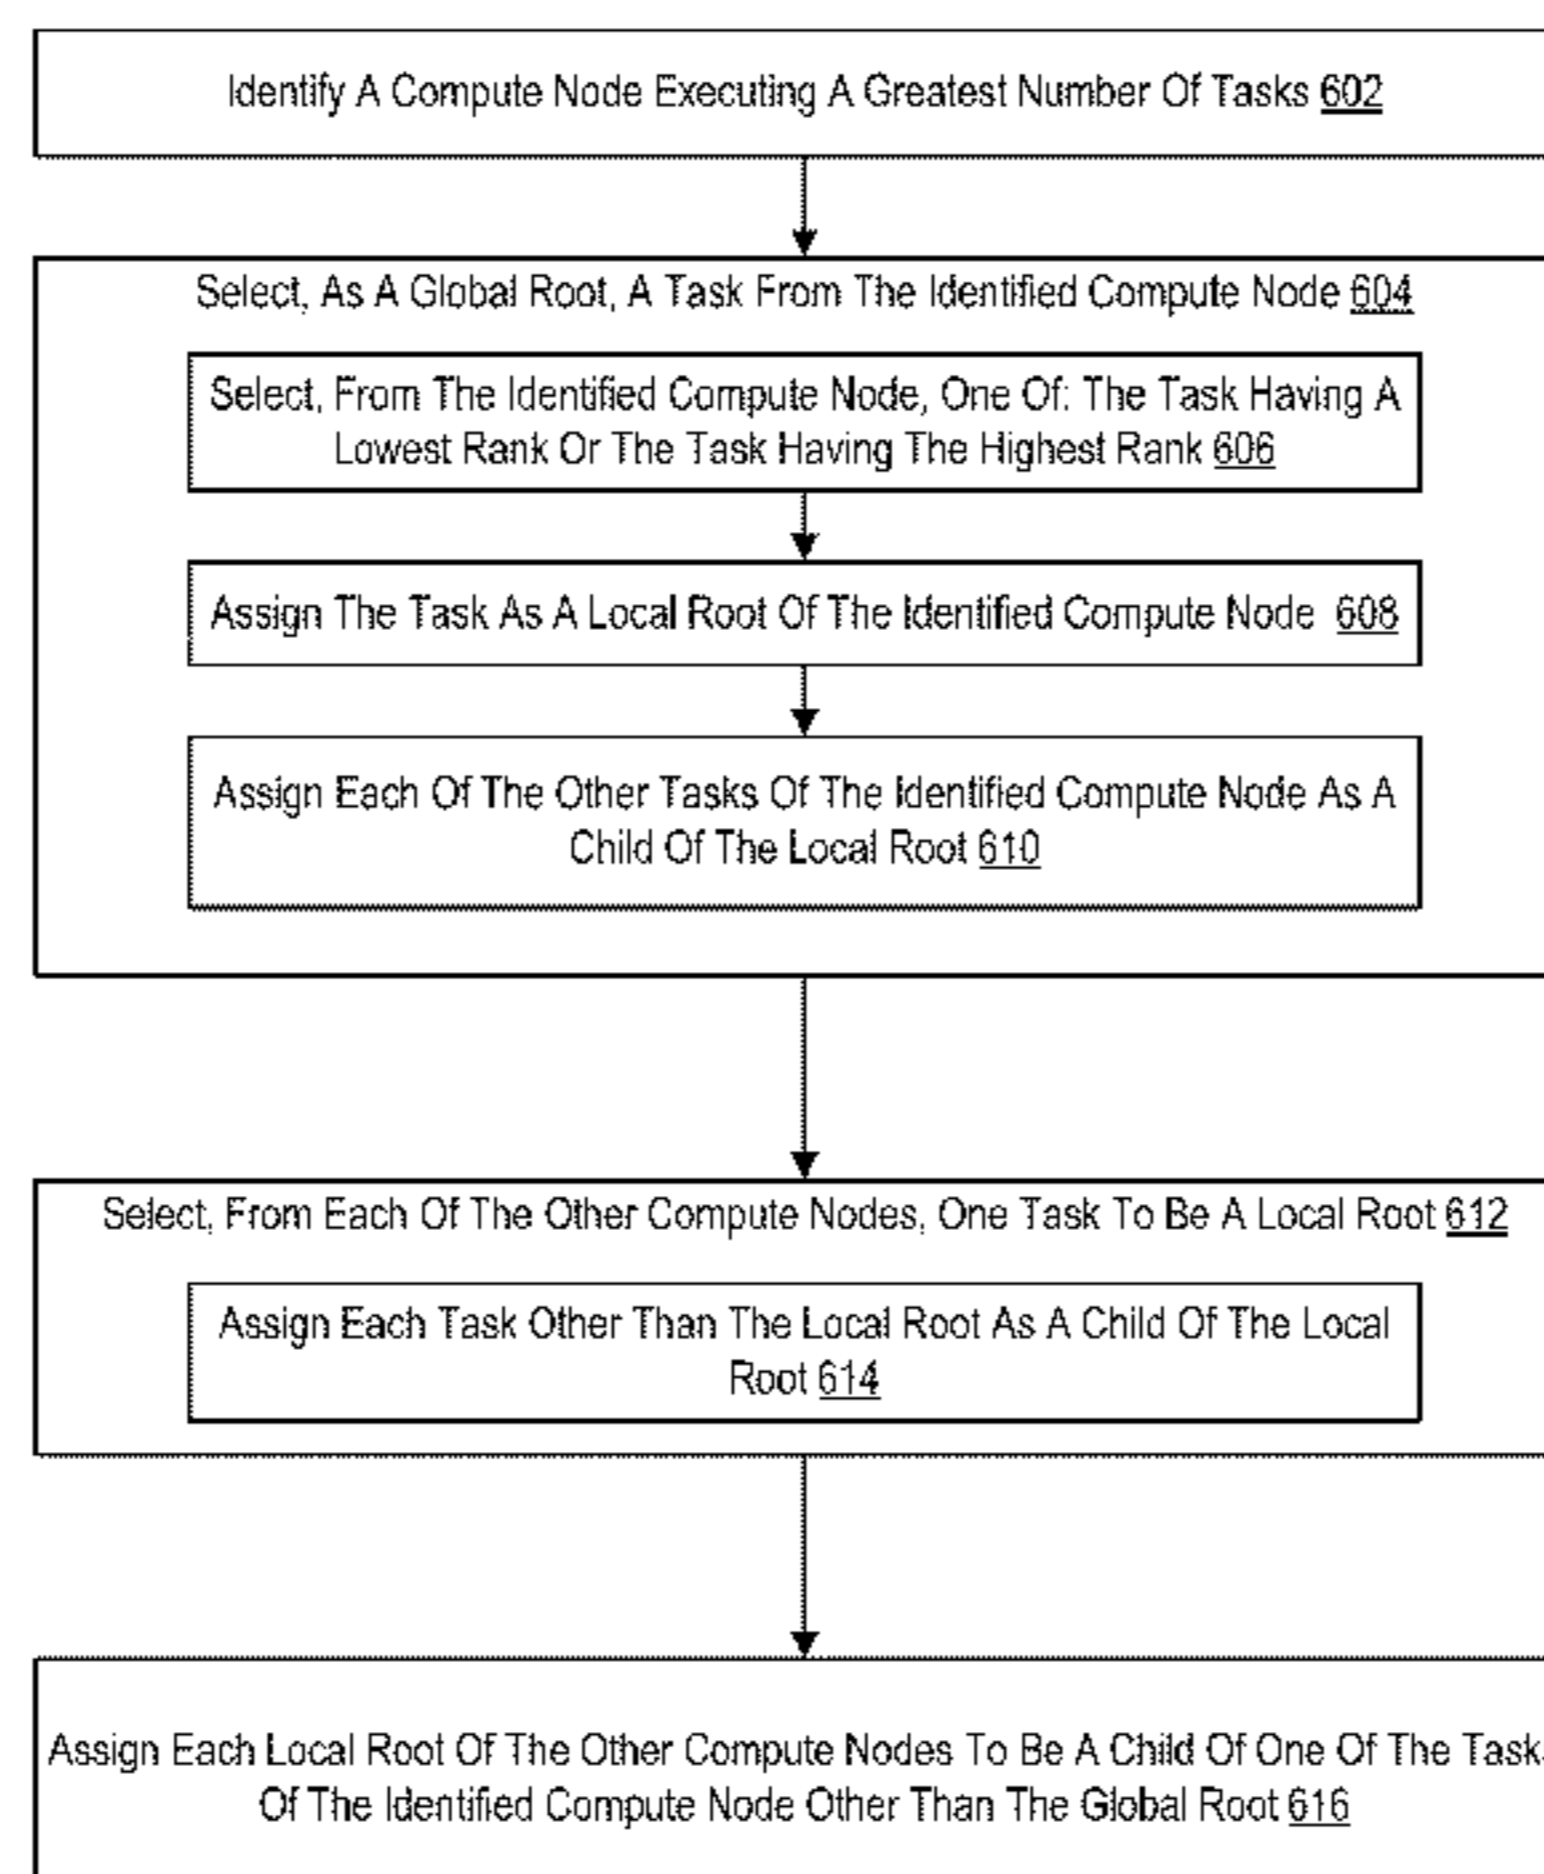 Identify A Compute Node Executing A Greatest Number Of Tasks 602
Select, As A Global Root, A Task From The Identified Compute Node 604
Select, From The Identified Compute Node, One Of: The Task Having A
Lowest Rank Or The Task Having The Highest Rank 606
Assign The Task As A Local Root Of The Identified Compute Node 608
Assign Each Of The Other Tasks Of The Identified Compute Node As A
Child Of The Local Root 610
Select, From Each Of The Other Compute Nodes, One Task To Be A Local Root 612
Assign Each Task Other Than The Local Root As A Child Of The Local
Root 614
Assign Each Local Root Of The Other Compute Nodes To Be A Child Of One Of The Tasks
Of The Identified Compute Node Other Than The Global Root 616